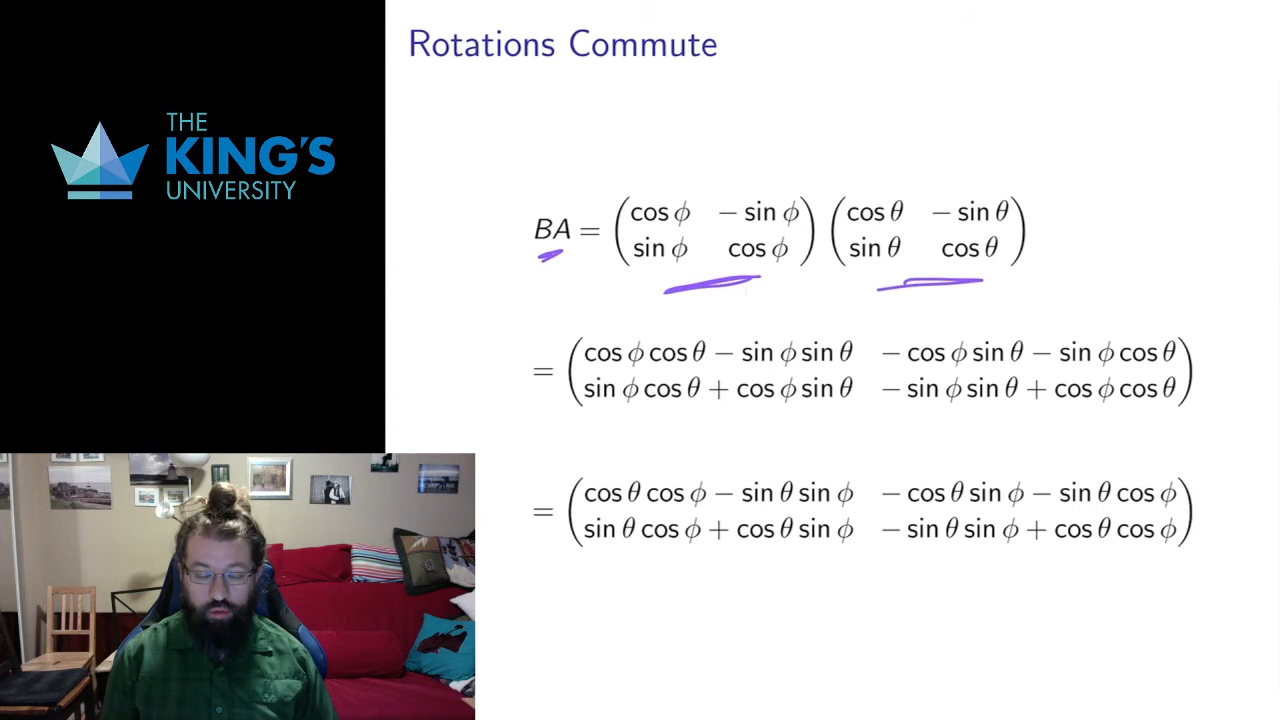 Rotations Commute
THE
KING'S
UNIVERSITY
BA = (cos ϕ − sin ϕ) (cos θ − sin θ)
(sin ϕ cos ϕ) (sin θ cos θ)
= (cos ϕ cos θ − sin ϕ sin θ − cos ϕ sin θ − sin ϕ cos θ)
(sin ϕ cos θ + cos ϕ sin θ − sin ϕ sin θ + cos ϕ cos θ)
= (cos θ cos ϕ − sin θ sin ϕ − cos θ sin ϕ − sin θ cos ϕ)
(sin θ cos ϕ + cos θ sin ϕ − sin θ sin ϕ + cos θ cos ϕ)